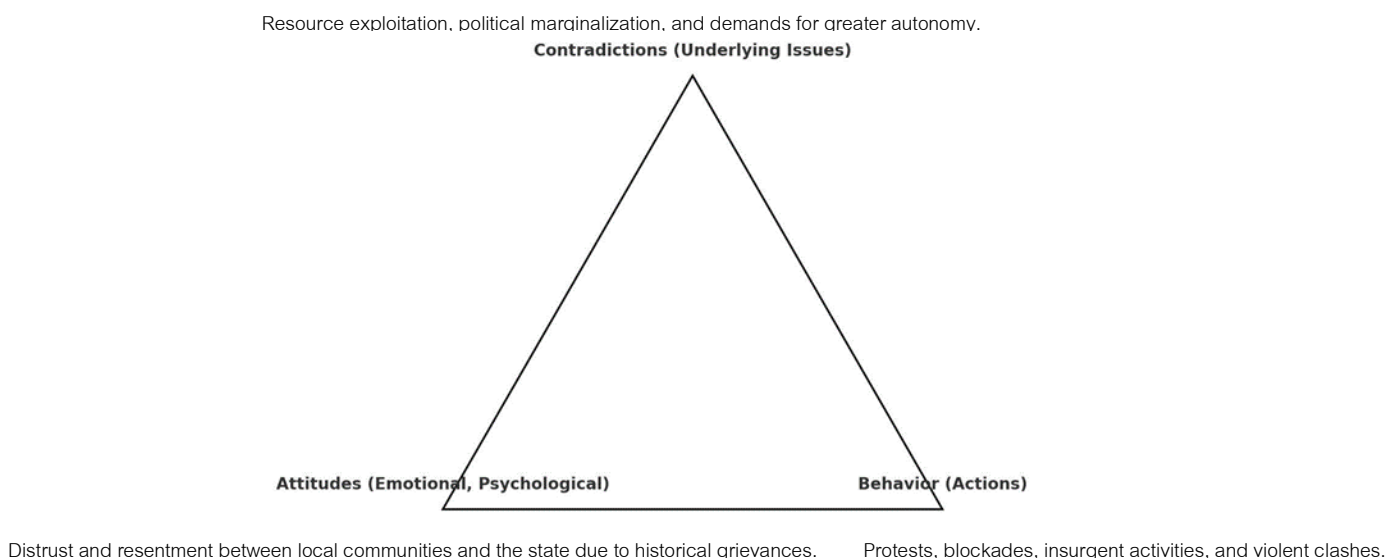 Resource exploitation, political marginalization, and demands for greater autonomy.
Contradictions (Underlying Issues)
Attitudes (Emotional, Psychological)
Behavior (Actions)
Distrust and resentment between local communities and the state due to historical grievances.
Protests, blockades, insurgent activities, and violent clashes.